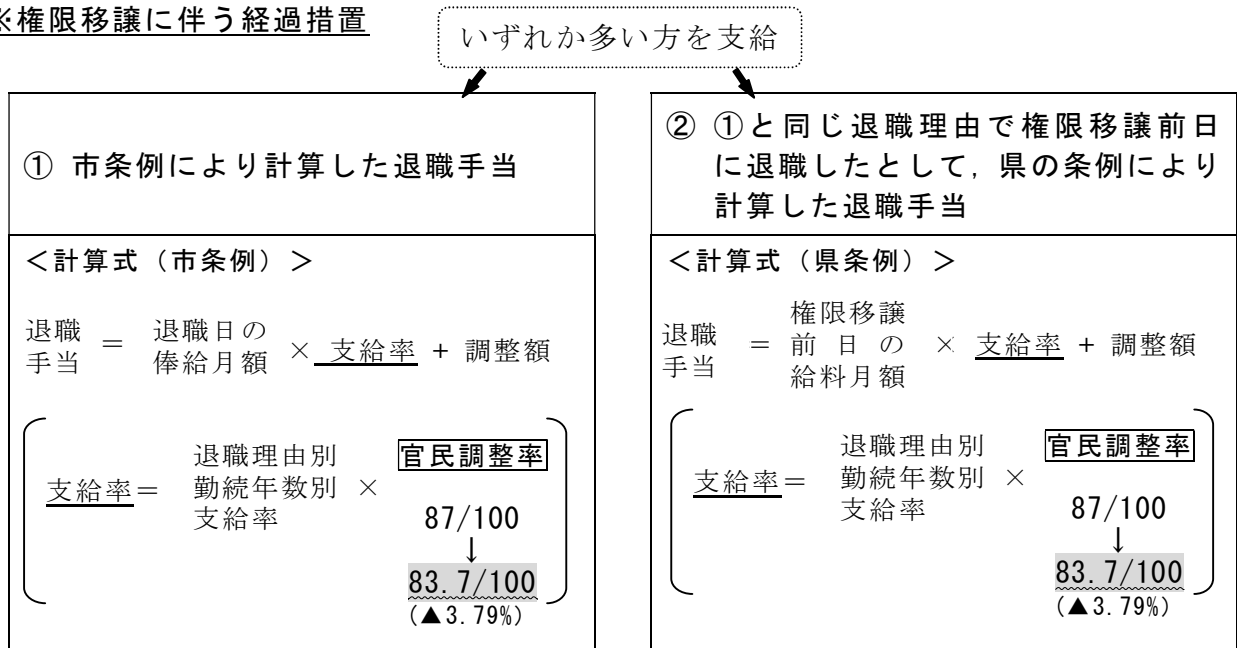 ※権限移譲に伴う経過措置
いずれか多い方を支給
① 市条例により計算した退職手当
＜計算式（市条例）＞
退職手当 ＝ 退職日の俸給月額 × 支給率 + 調整額
支給率＝ 退職理由別勤続年数別支給率 × 官民調整率
87/100
↓
83.7/100
(▲3.79%)
② ①と同じ退職理由で権限移譲前日
に退職したとして，県の条例により
計算した退職手当
＜計算式（県条例）＞
退職手当 ＝ 権限移譲前日の給料月額 × 支給率 + 調整額
支給率＝ 退職理由別勤続年数別支給率 × 官民調整率
87/100
↓
83.7/100
(▲3.79%)